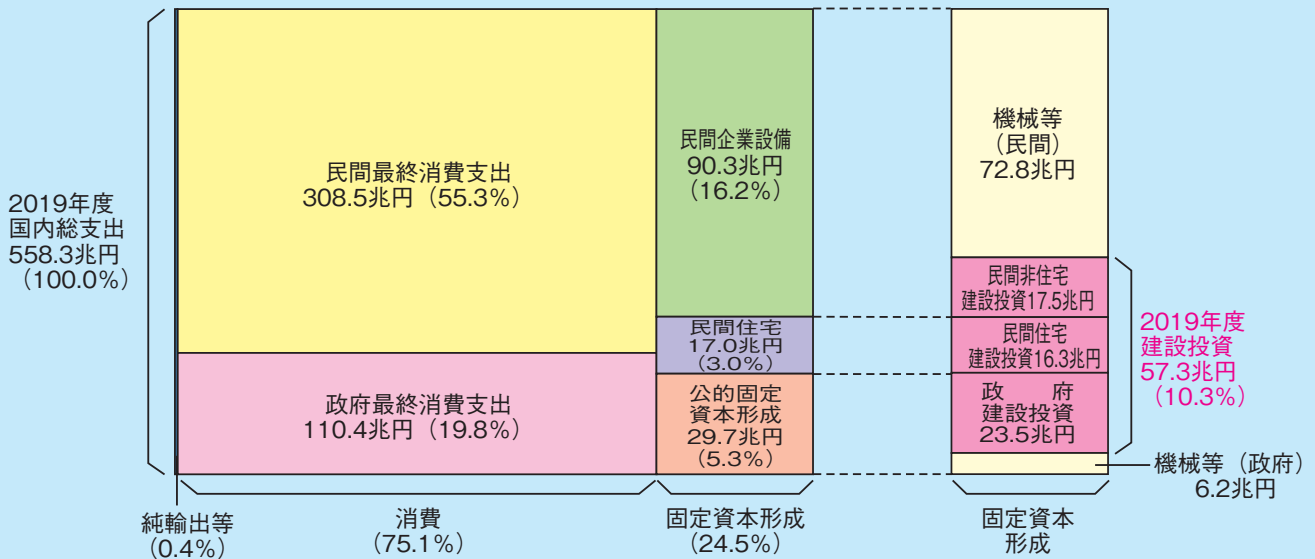 2019年度
国内総支出
558.3兆円
（100.0%）
民間最終消費支出
308.5兆円（55.3%）
政府最終消費支出
110.4兆円（19.8%）
民間企業設備
90.3兆円
（16.2%）
民間住宅
17.0兆円
（3.0%）
公的固定
資本形成
29.7兆円
（5.3%）
機械等
（民間）
72.8兆円
民間非住宅
建設投資17.5兆円
民間住宅
建設投資16.3兆円
政　府
建設投資
23.5兆円
2019年度
建設投資
57.3兆円
（10.3%）
機械等（政府）
6.2兆円
純輸出等
（0.4%）
消費
（75.1%）
固定資本形成
（24.5%）
固定資本
形成